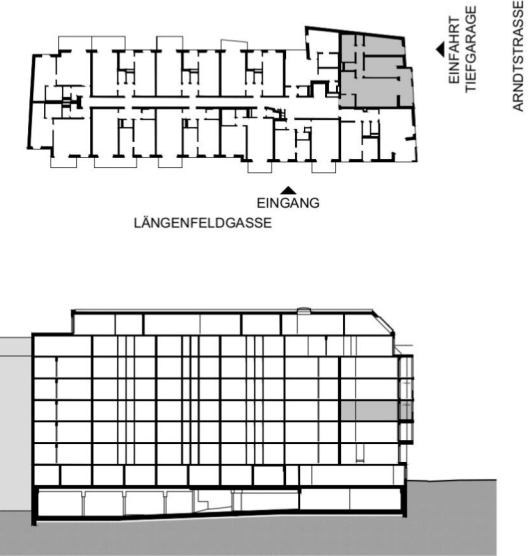 EINFAHRT
TIEFGARAGE
ARNDTSTRASSE
EINGANG
LÄNGENFELDGASSE